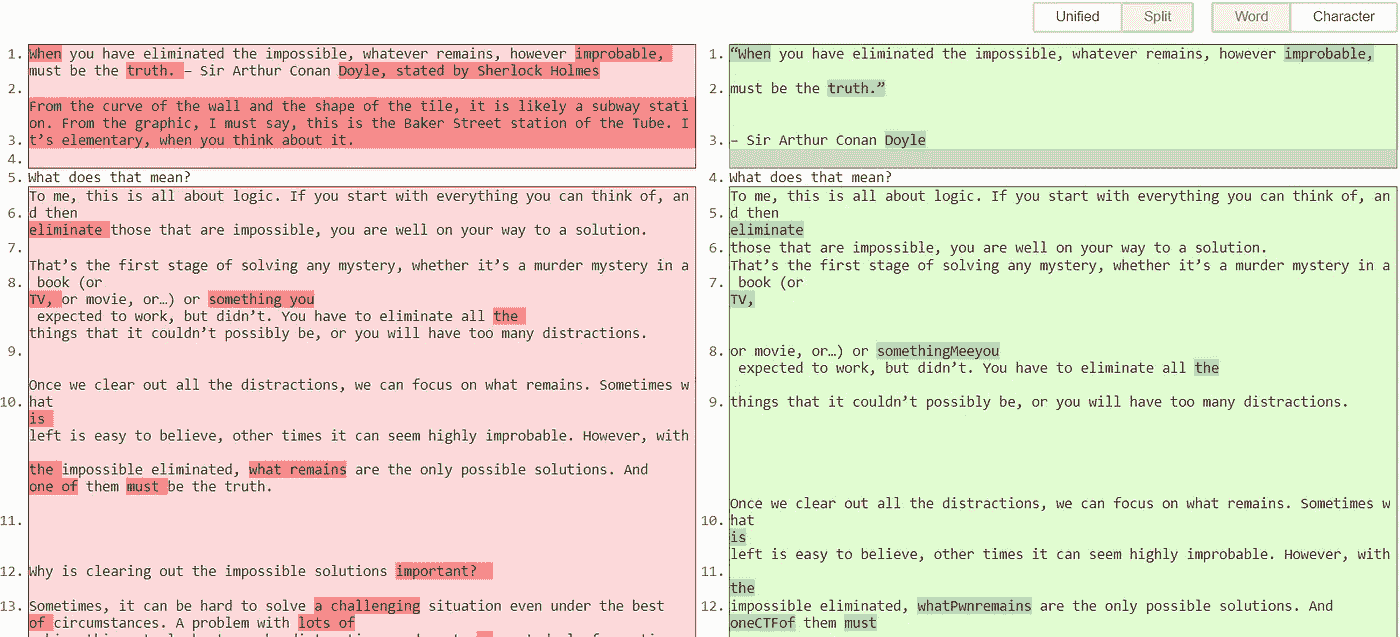 Unified Split Word Character
1. When you have eliminated the impossible, whatever remains, however improbable,
must be the truth. – Sir Arthur Conan Doyle, stated by Sherlock Holmes
2.
From the curve of the wall and the shape of the tile, it is likely a subway stati
on. From the graphic, I must say, this is the Baker Street station of the Tube. I
3. t’s elementary, when you think about it.
4.
5. What does that mean?
To me, this is all about logic. If you start with everything you can think of, an
6. d then
eliminate those that are impossible, you are well on your way to a solution.
7.
That’s the first stage of solving any mystery, whether it’s a murder mystery in a
8. book (or
TV, or movie, or…) or something you
expected to work, but didn’t. You have to eliminate all the
things that it couldn’t possibly be, or you will have too many distractions.
9.
Once we clear out all the distractions, we can focus on what remains. Sometimes w
10. hat
is
left is easy to believe, other times it can seem highly improbable. However, with
the impossible eliminated, what remains are the only possible solutions. And
one of them must be the truth.
11.
12. Why is clearing out the impossible solutions important?
13. Sometimes, it can be hard to solve a challenging situation even under the best
of circumstances. A problem with lots of
1. “When you have eliminated the impossible, whatever remains, however improbable,
2. must be the truth.”
3. – Sir Arthur Conan Doyle
4. What does that mean?
To me, this is all about logic. If you start with everything you can think of, an
5. d then
eliminate
6. those that are impossible, you are well on your way to a solution.
That’s the first stage of solving any mystery, whether it’s a murder mystery in a
7. book (or
TV,
8. or movie, or…) or somethingMeeyou
expected to work, but didn’t. You have to eliminate all the
9. things that it couldn’t possibly be, or you will have too many distractions.
Once we clear out all the distractions, we can focus on what remains. Sometimes w
10. hat
is
left is easy to believe, other times it can seem highly improbable. However, with
11.
the
12. impossible eliminated, whatPwnremains are the only possible solutions. And
oneCTFof them must